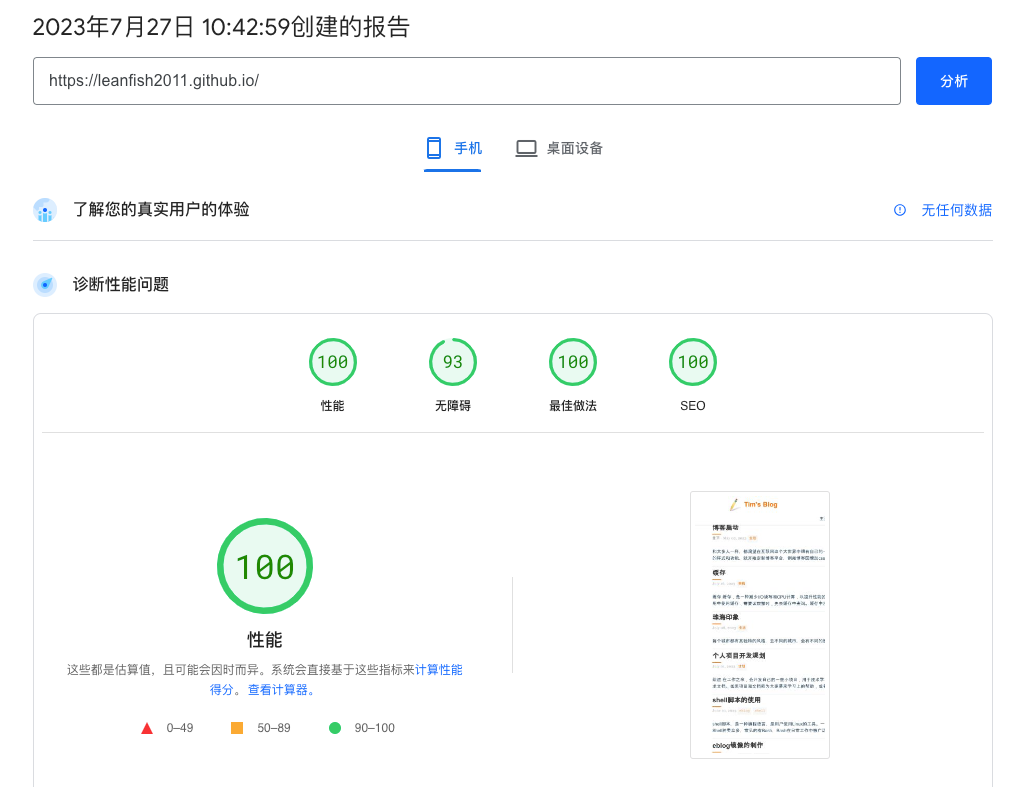 2023年7月27日 10:42:59创建的报告
https://leanfish2011.github.io/
分析
手机
桌面设备
了解您的真实用户的体验
无任何数据
诊断性能问题
100
93
100
100
性能
无障碍
最佳做法
SEO
100
性能
这些都是估算值，且可能会因时而异。系统会直接基于这些指标来计算性能
得分。查看计算器。
0–49
50–89
90–100
Tim's Blog
博客启动
缓存
珠海印象
个人项目开发规划
shell脚本的使用
cblog镜像的制作